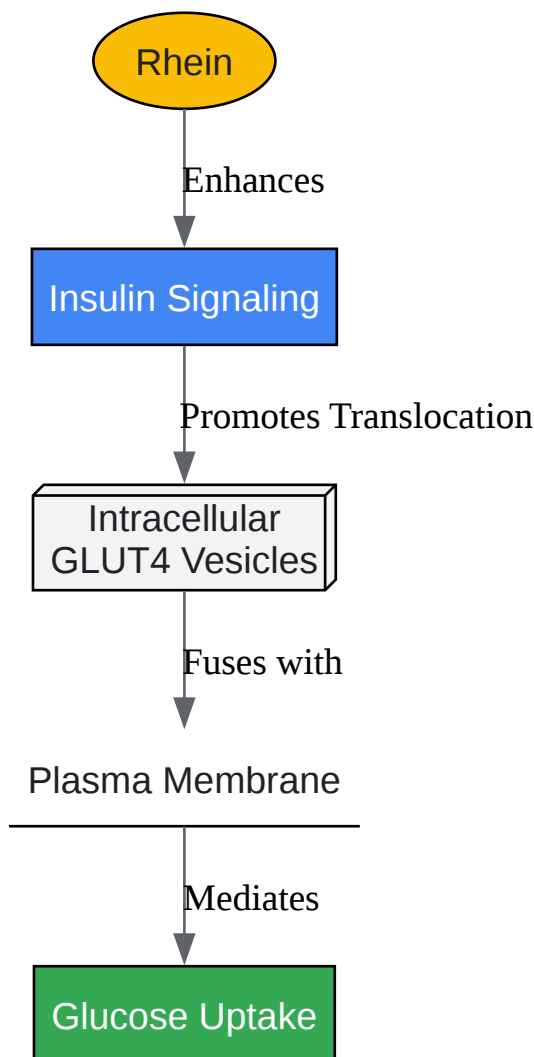 Rhein
Enhances
Insulin Signaling
Promotes Translocation
Intracellular
GLUT4 Vesicles
Fuses with
Plasma Membrane
Mediates
Glucose Uptake